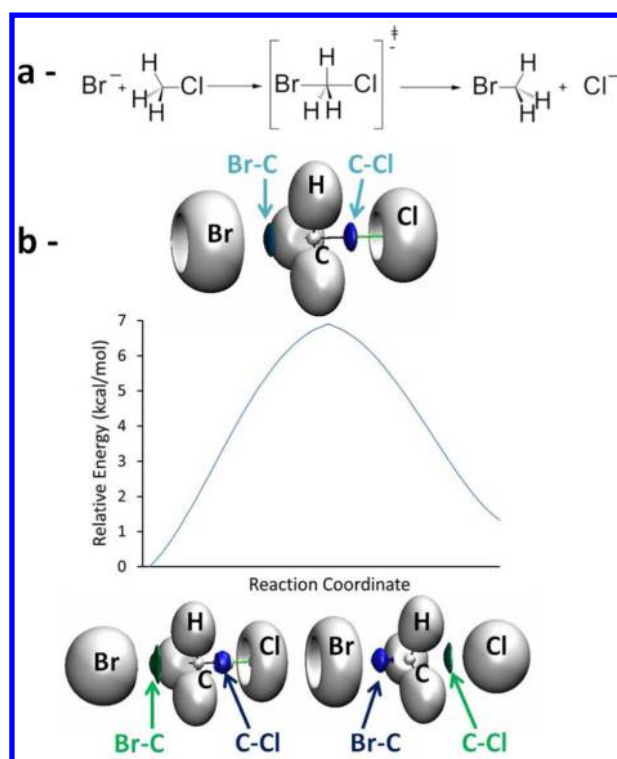 a -
Br⁻ + H H H Cl
[ Br H H H Cl ] ‡ -
Br H H H + Cl⁻
Br-C
C-Cl
b -
Br
H
C
Cl
7
6
5
4
3
2
1
0
Relative Energy (kcal/mol)
Reaction Coordinate
Br H C Cl
Br H C Cl
Br-C C-Cl Br-C C-Cl